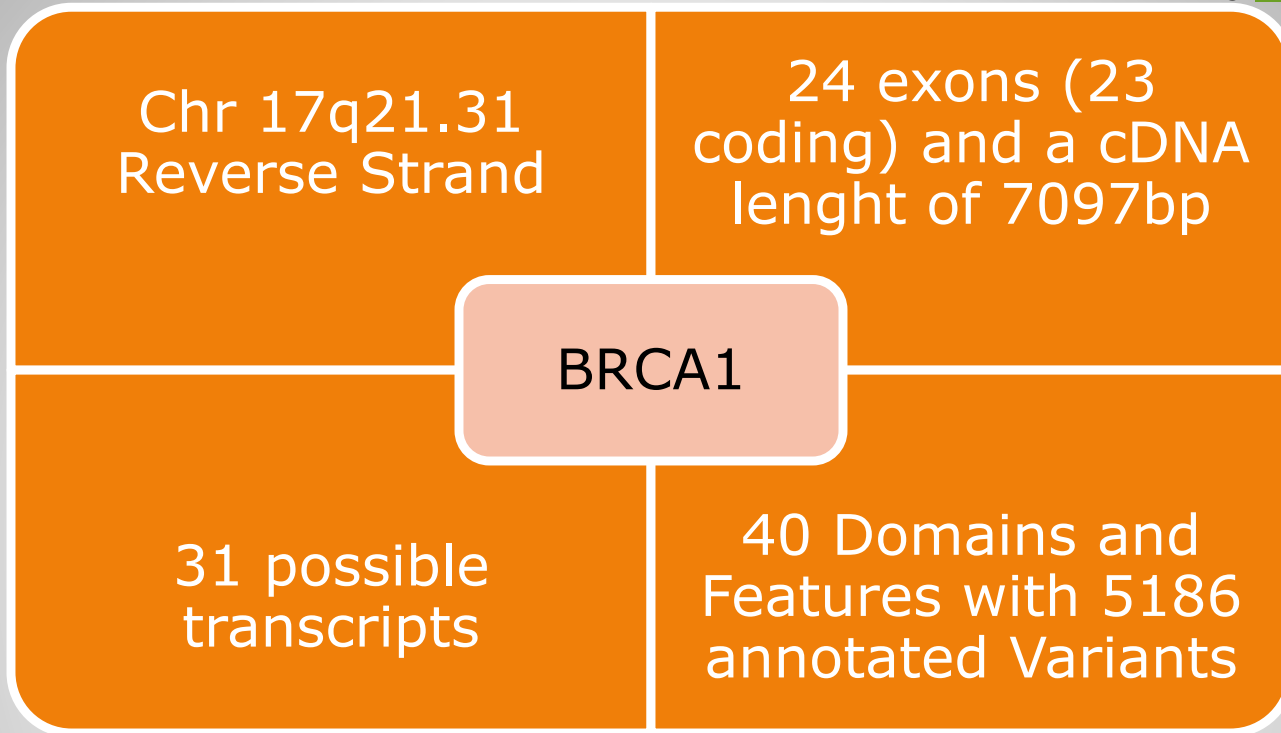 Chr 17q21.31
Reverse Strand
24 exons (23
coding) and a cDNA
lenght of 7097bp
BRCA1
31 possible
transcripts
40 Domains and
Features with 5186
annotated Variants